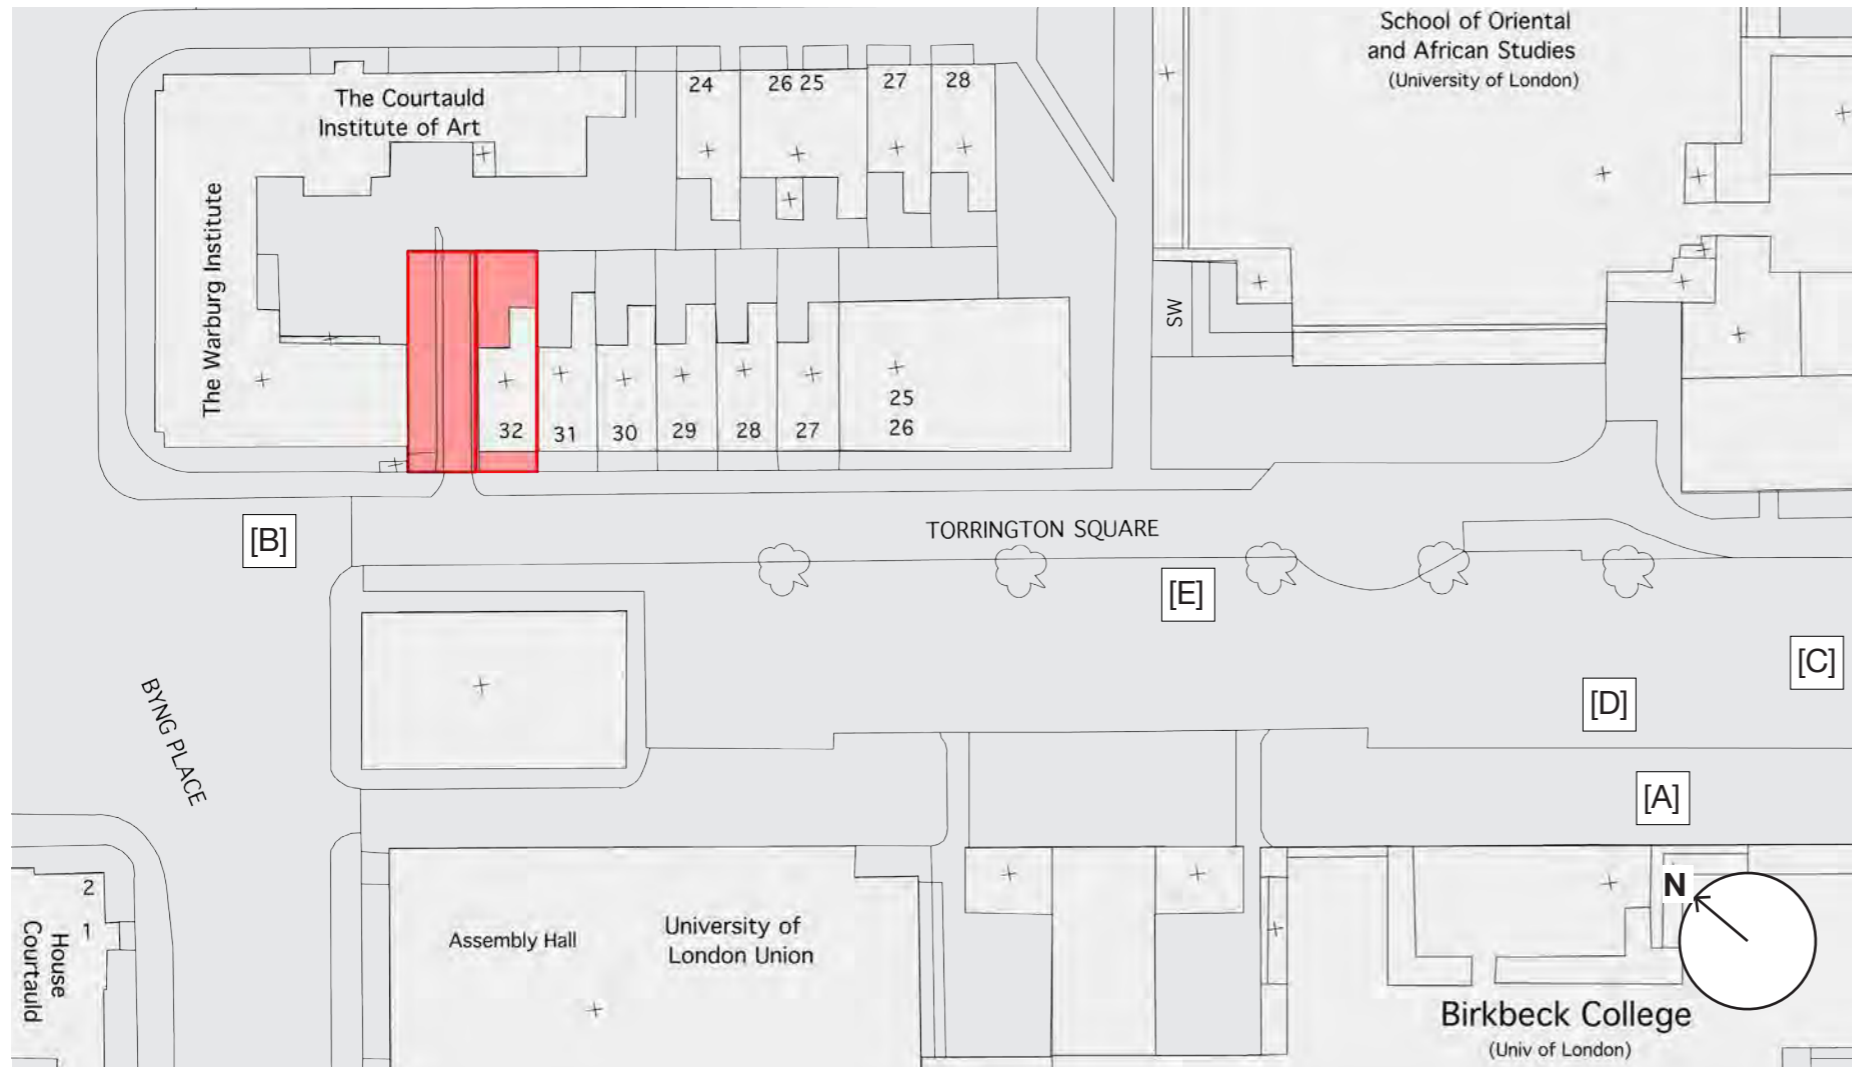 School of Oriental
and African Studies
(University of London)
The Courtauld
Institute of Art
24
26 25
27
28
The Warburg Institute
SW
32
31
30
29
28
27
25
26
[B]
TORRINGTON SQUARE
[E]
[C]
[D]
BYNG PLACE
[A]
N
2
1
House
Courtauld
Assembly Hall
University of
London Union
Birkbeck College
(Univ of London)